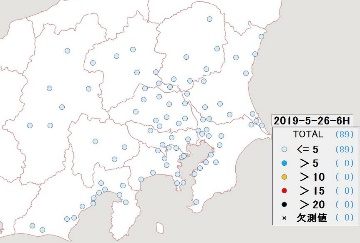 2019-5-26-6H
TOTAL (89)
<= 5 (89)
> 5 (0)
> 10 (0)
> 15 (0)
> 20 (0)
× 欠測値 (0)